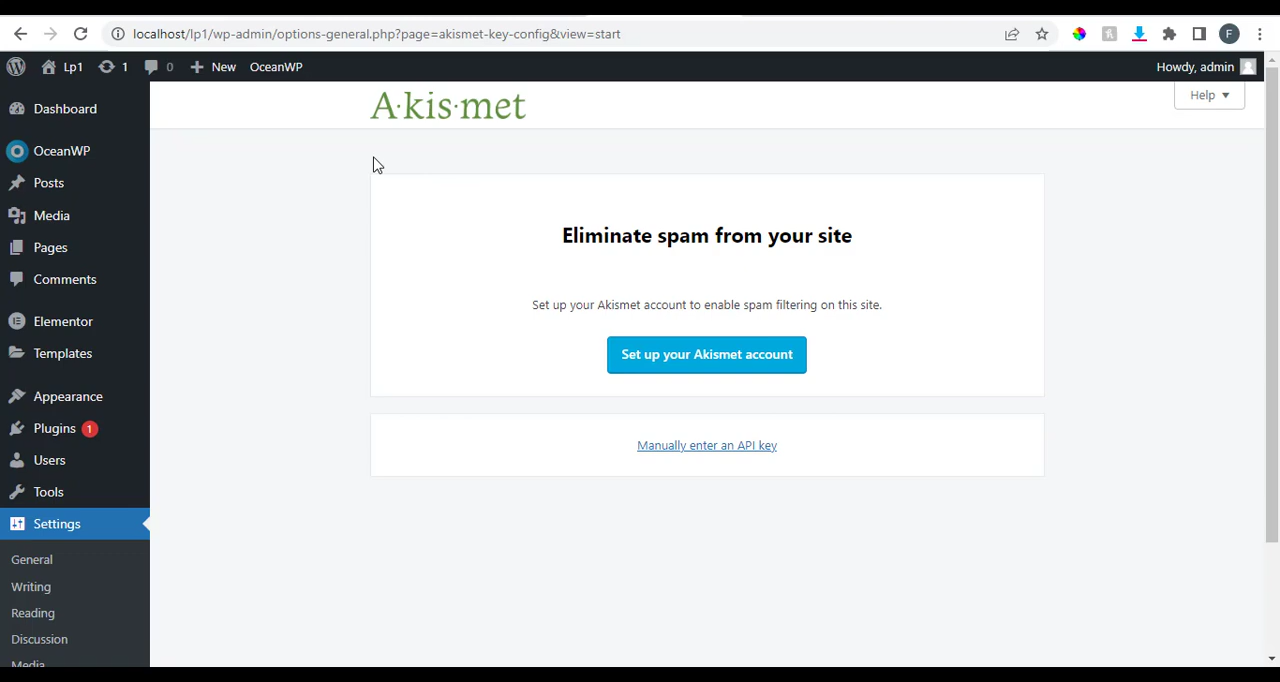 localhost/lp1/wp-admin/options-general.php?page=akismet-key-config&view=start
F
Lp1 1 0 New OceanWP Howdy, admin
A·kis·met
Help
Dashboard
OceanWP
Posts
Media
Pages
Comments
Elementor
Templates
Appearance
Plugins 1
Users
Tools
Settings
General
Writing
Reading
Discussion
Media
Eliminate spam from your site
Set up your Akismet account to enable spam filtering on this site.
Set up your Akismet account
Manually enter an API key